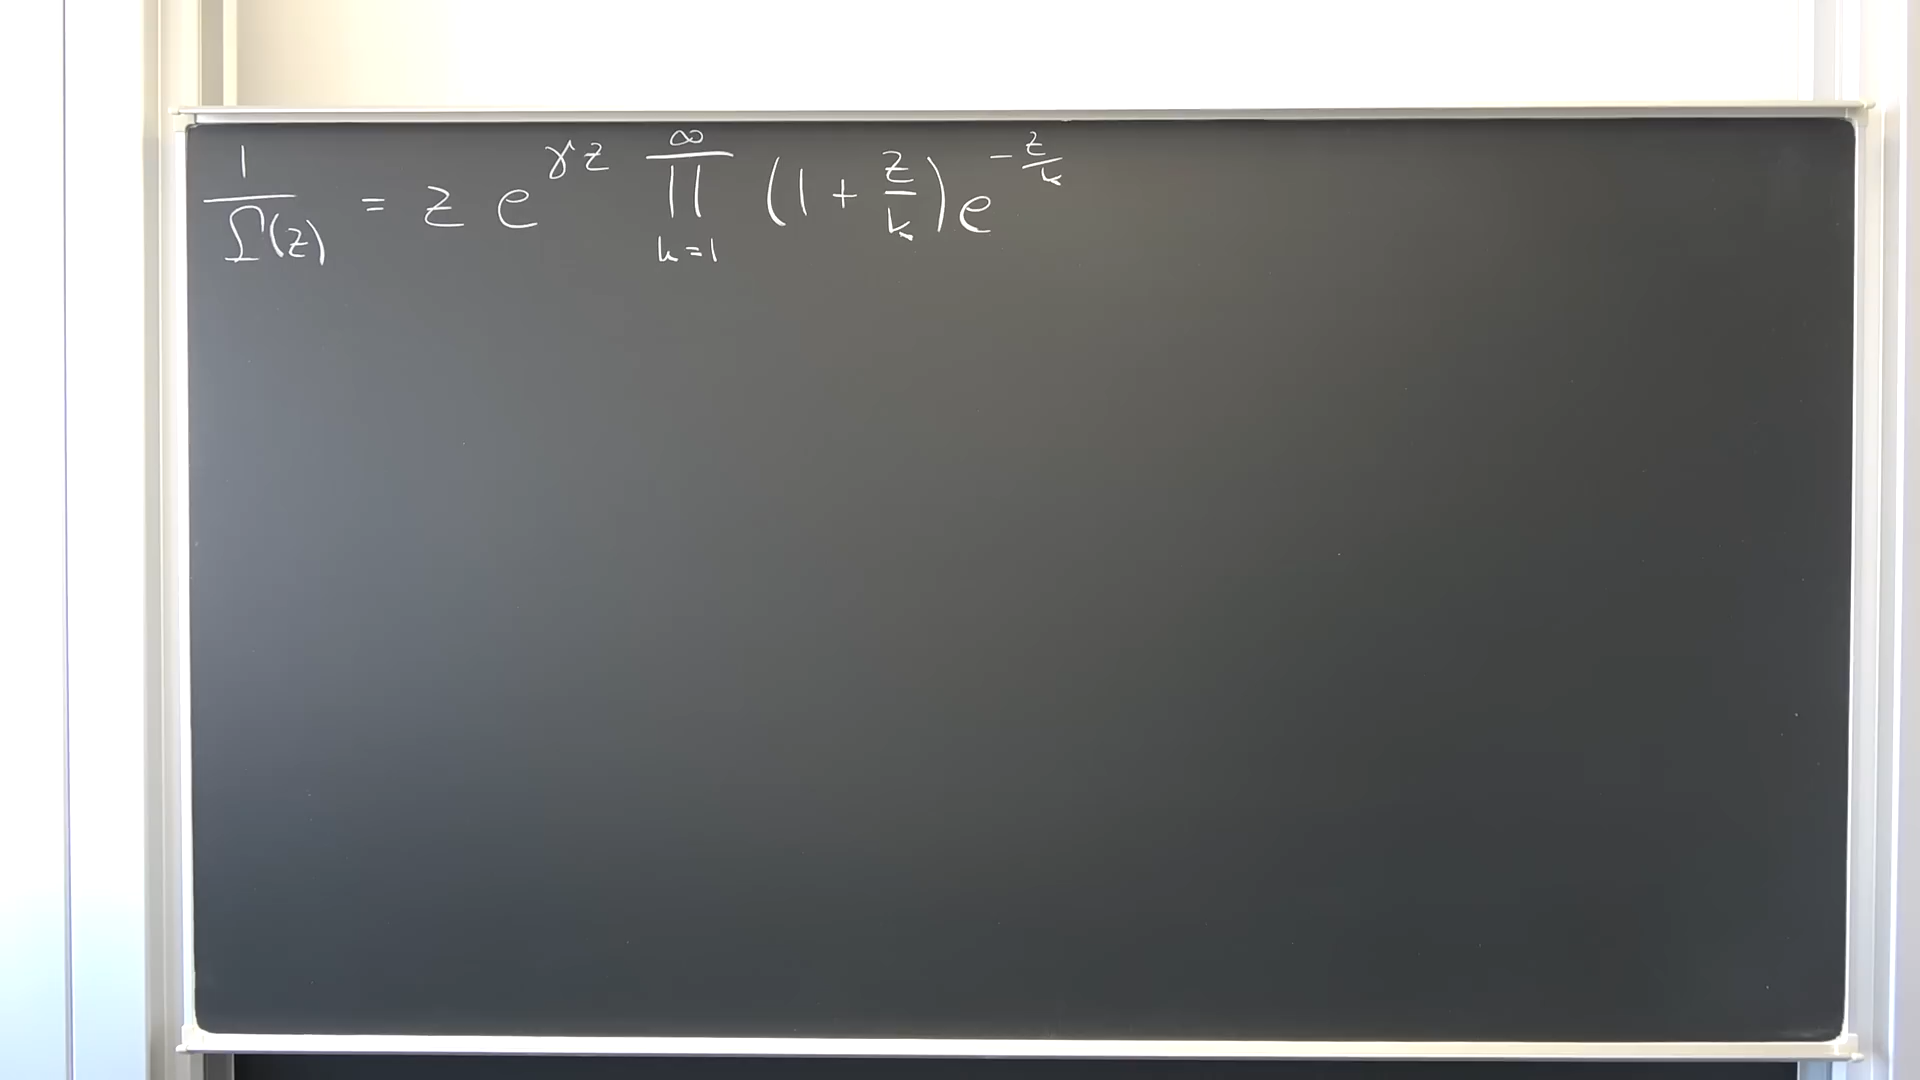 1/Γ(z) = z e^{γz} ∏_{k=1}^{∞} (1 + z/k) e^{-z/k}